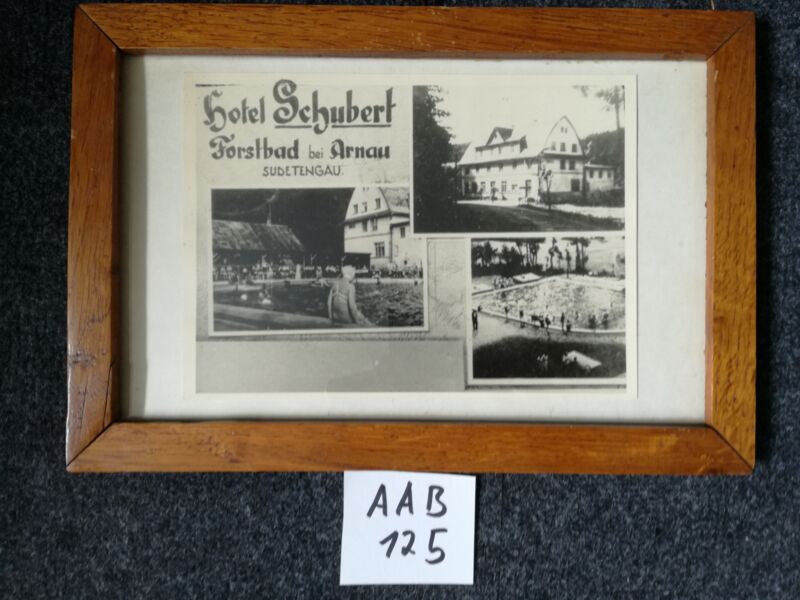 Hotel Schubert
Forstbad bei Arnau
SUDETENGAU.
AAB
125